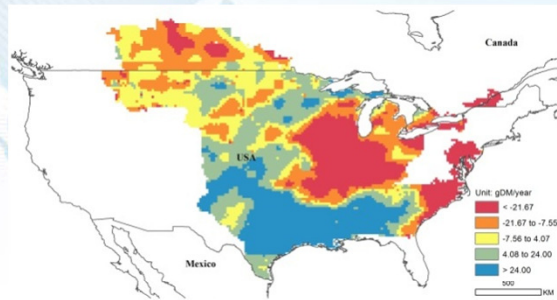 Canada
USA
Mexico
Unit: gDM/year
< -21.67
-21.67 to -7.55
-7.56 to 4.07
4.08 to 24.00
> 24.00
500
KM